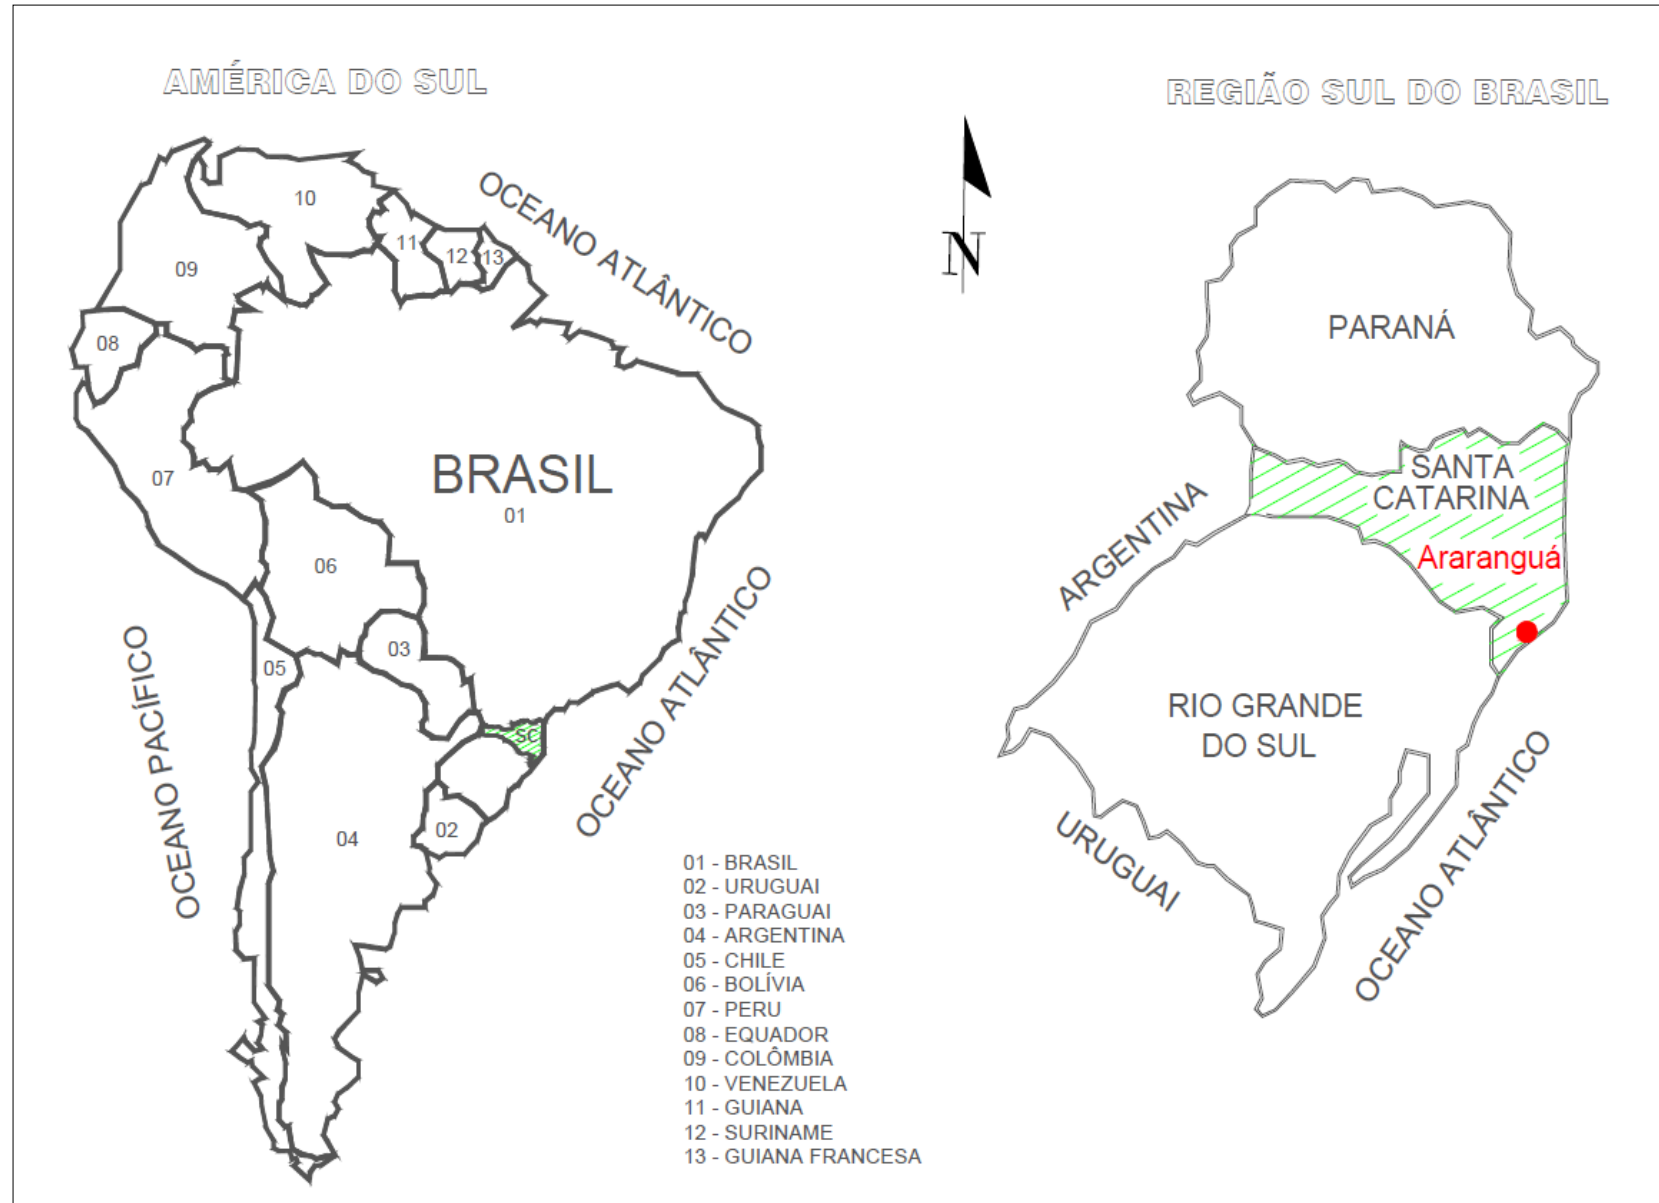 AMÉRICA DO SUL
REGIÃO SUL DO BRASIL
OCEANO ATLÂNTICO
N
10
11
12
13
09
08
07
BRASIL
01
06
03
05
SC
04
02
OCEANO PACÍFICO
OCEANO ATLÂNTICO
01 - BRASIL
02 - URUGUAI
03 - PARAGUAI
04 - ARGENTINA
05 - CHILE
06 - BOLÍVIA
07 - PERU
08 - EQUADOR
09 - COLÔMBIA
10 - VENEZUELA
11 - GUIANA
12 - SURINAME
13 - GUIANA FRANCESA
PARANÁ
SANTA
CATARINA
Araranguá
ARGENTINA
RIO GRANDE
DO SUL
URUGUAI
OCEANO ATLÂNTICO